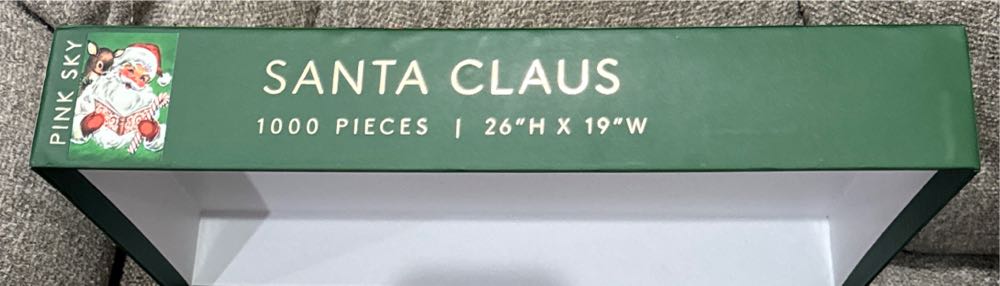 PINK SKY
SANTA CLAUS
1000 PIECES | 26"H X 19"W